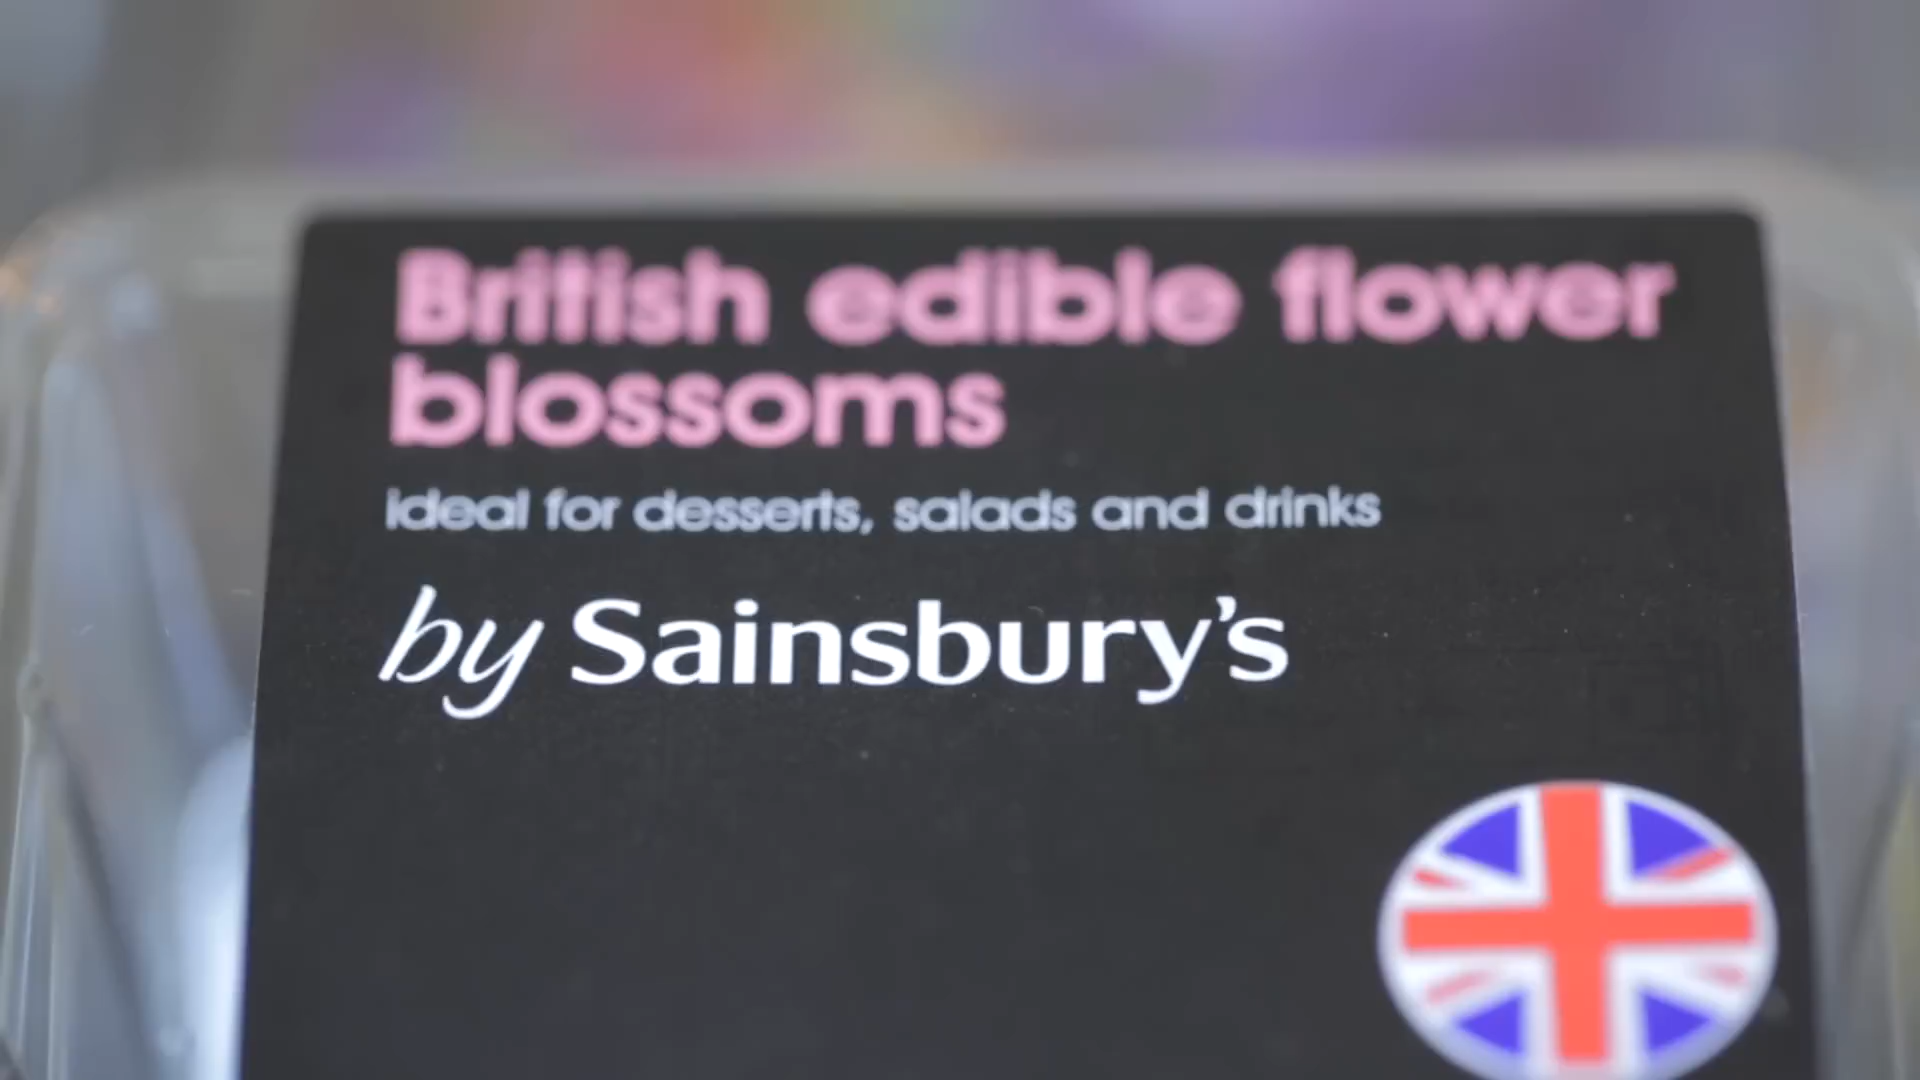 British edible flower
blossoms
ideal for desserts, salads and drinks
by Sainsbury's